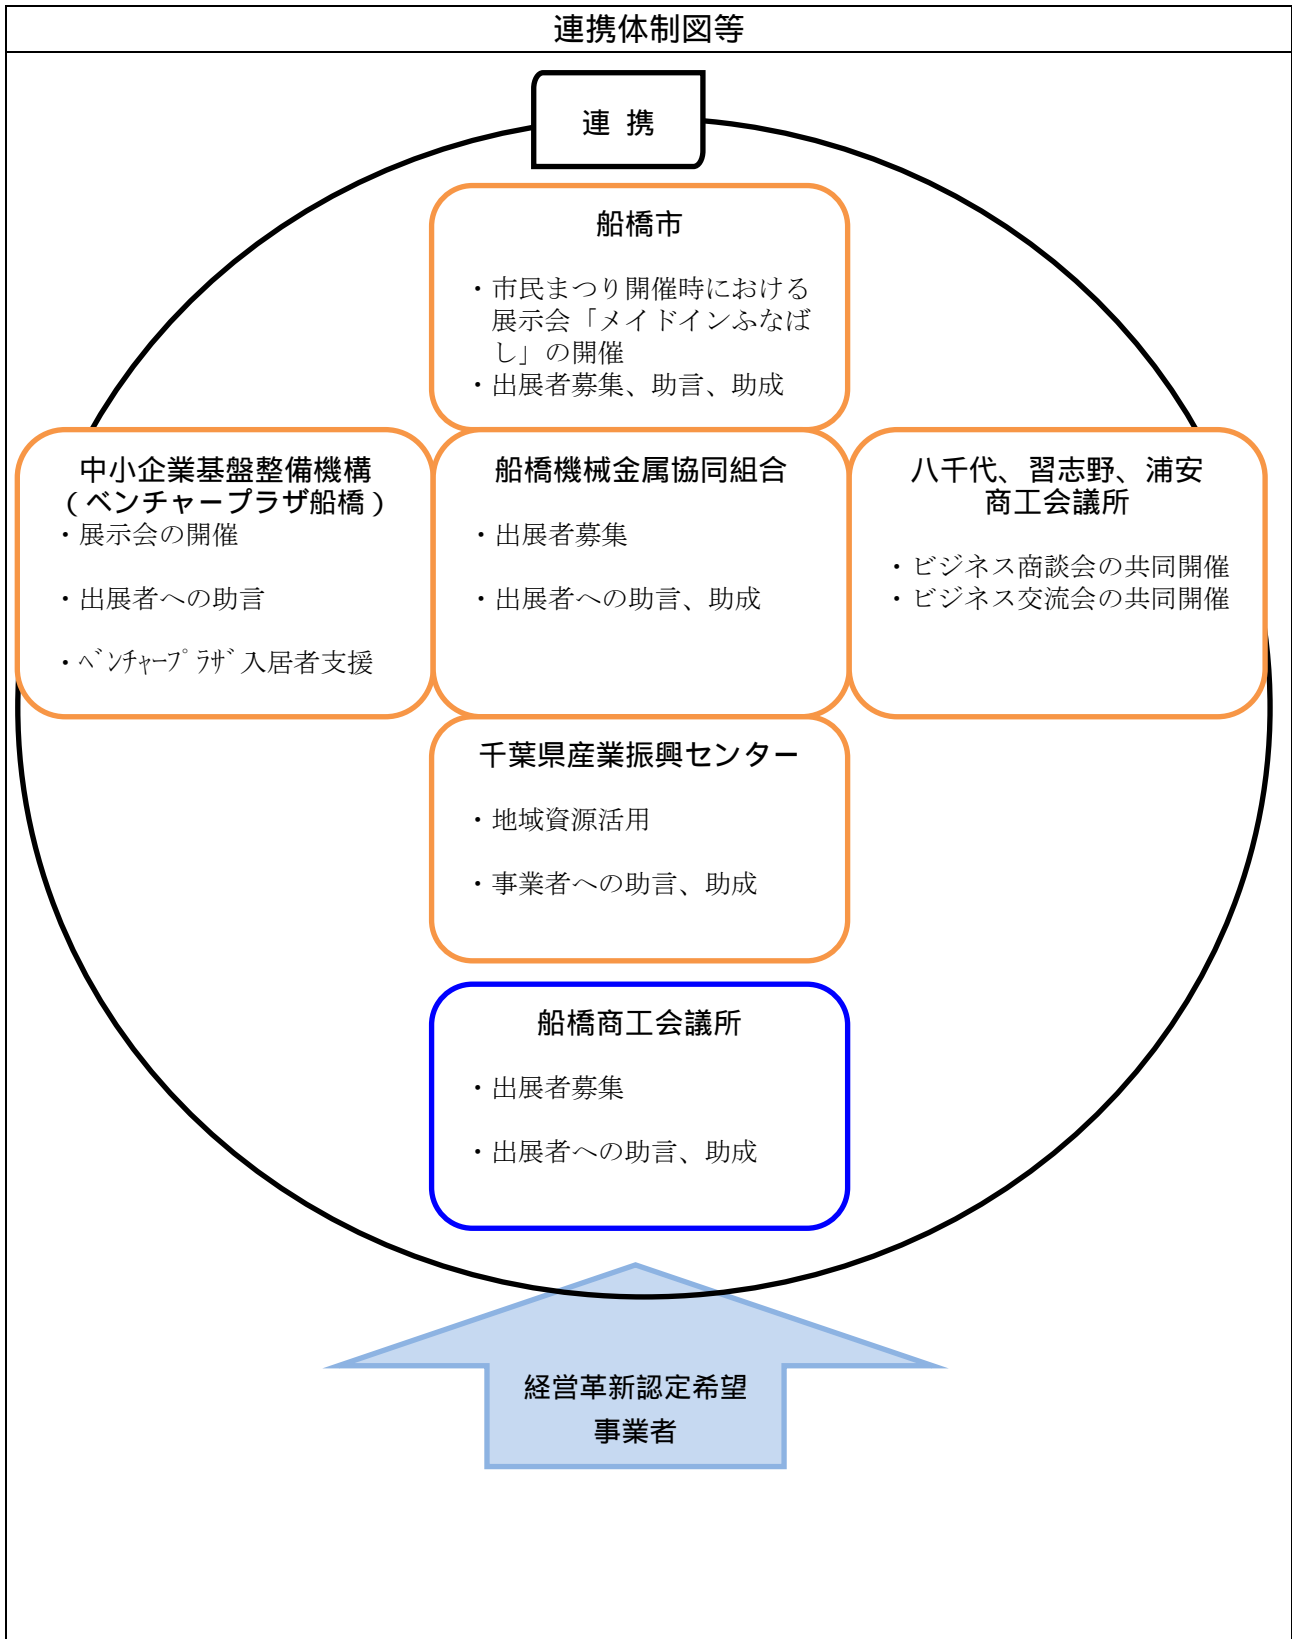 連携体制図等
連 携
船橋市
・市民まつり開催時における
展示会「メイドインふなば
し」の開催
・出展者募集、助言、助成
中小企業基盤整備機構
（ベンチャープラザ船橋）
・展示会の開催
・出展者への助言
・ﾍﾞﾝﾁｬｰﾌﾟﾗｻﾞ入居者支援
船橋機械金属協同組合
・出展者募集
・出展者への助言、助成
八千代、習志野、浦安
商工会議所
・ビジネス商談会の共同開催
・ビジネス交流会の共同開催
千葉県産業振興センター
・地域資源活用
・事業者への助言、助成
船橋商工会議所
・出展者募集
・出展者への助言、助成
経営革新認定希望
事業者